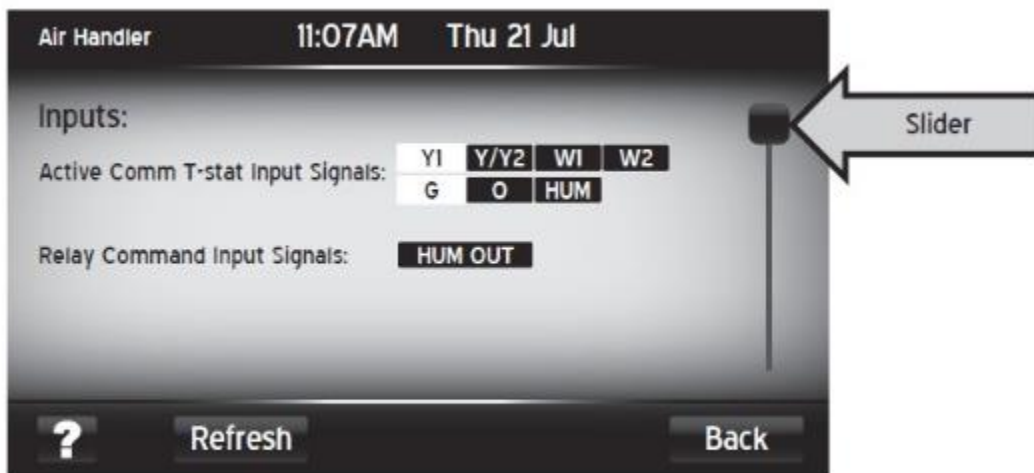 Air Handler 11:07AM Thu 21 Jul
Inputs:
Slider
Active Comm T-stat Input Signals: Y1 Y/Y2 W1 W2
G O HUM
Relay Command Input Signals: HUM OUT
? Refresh Back